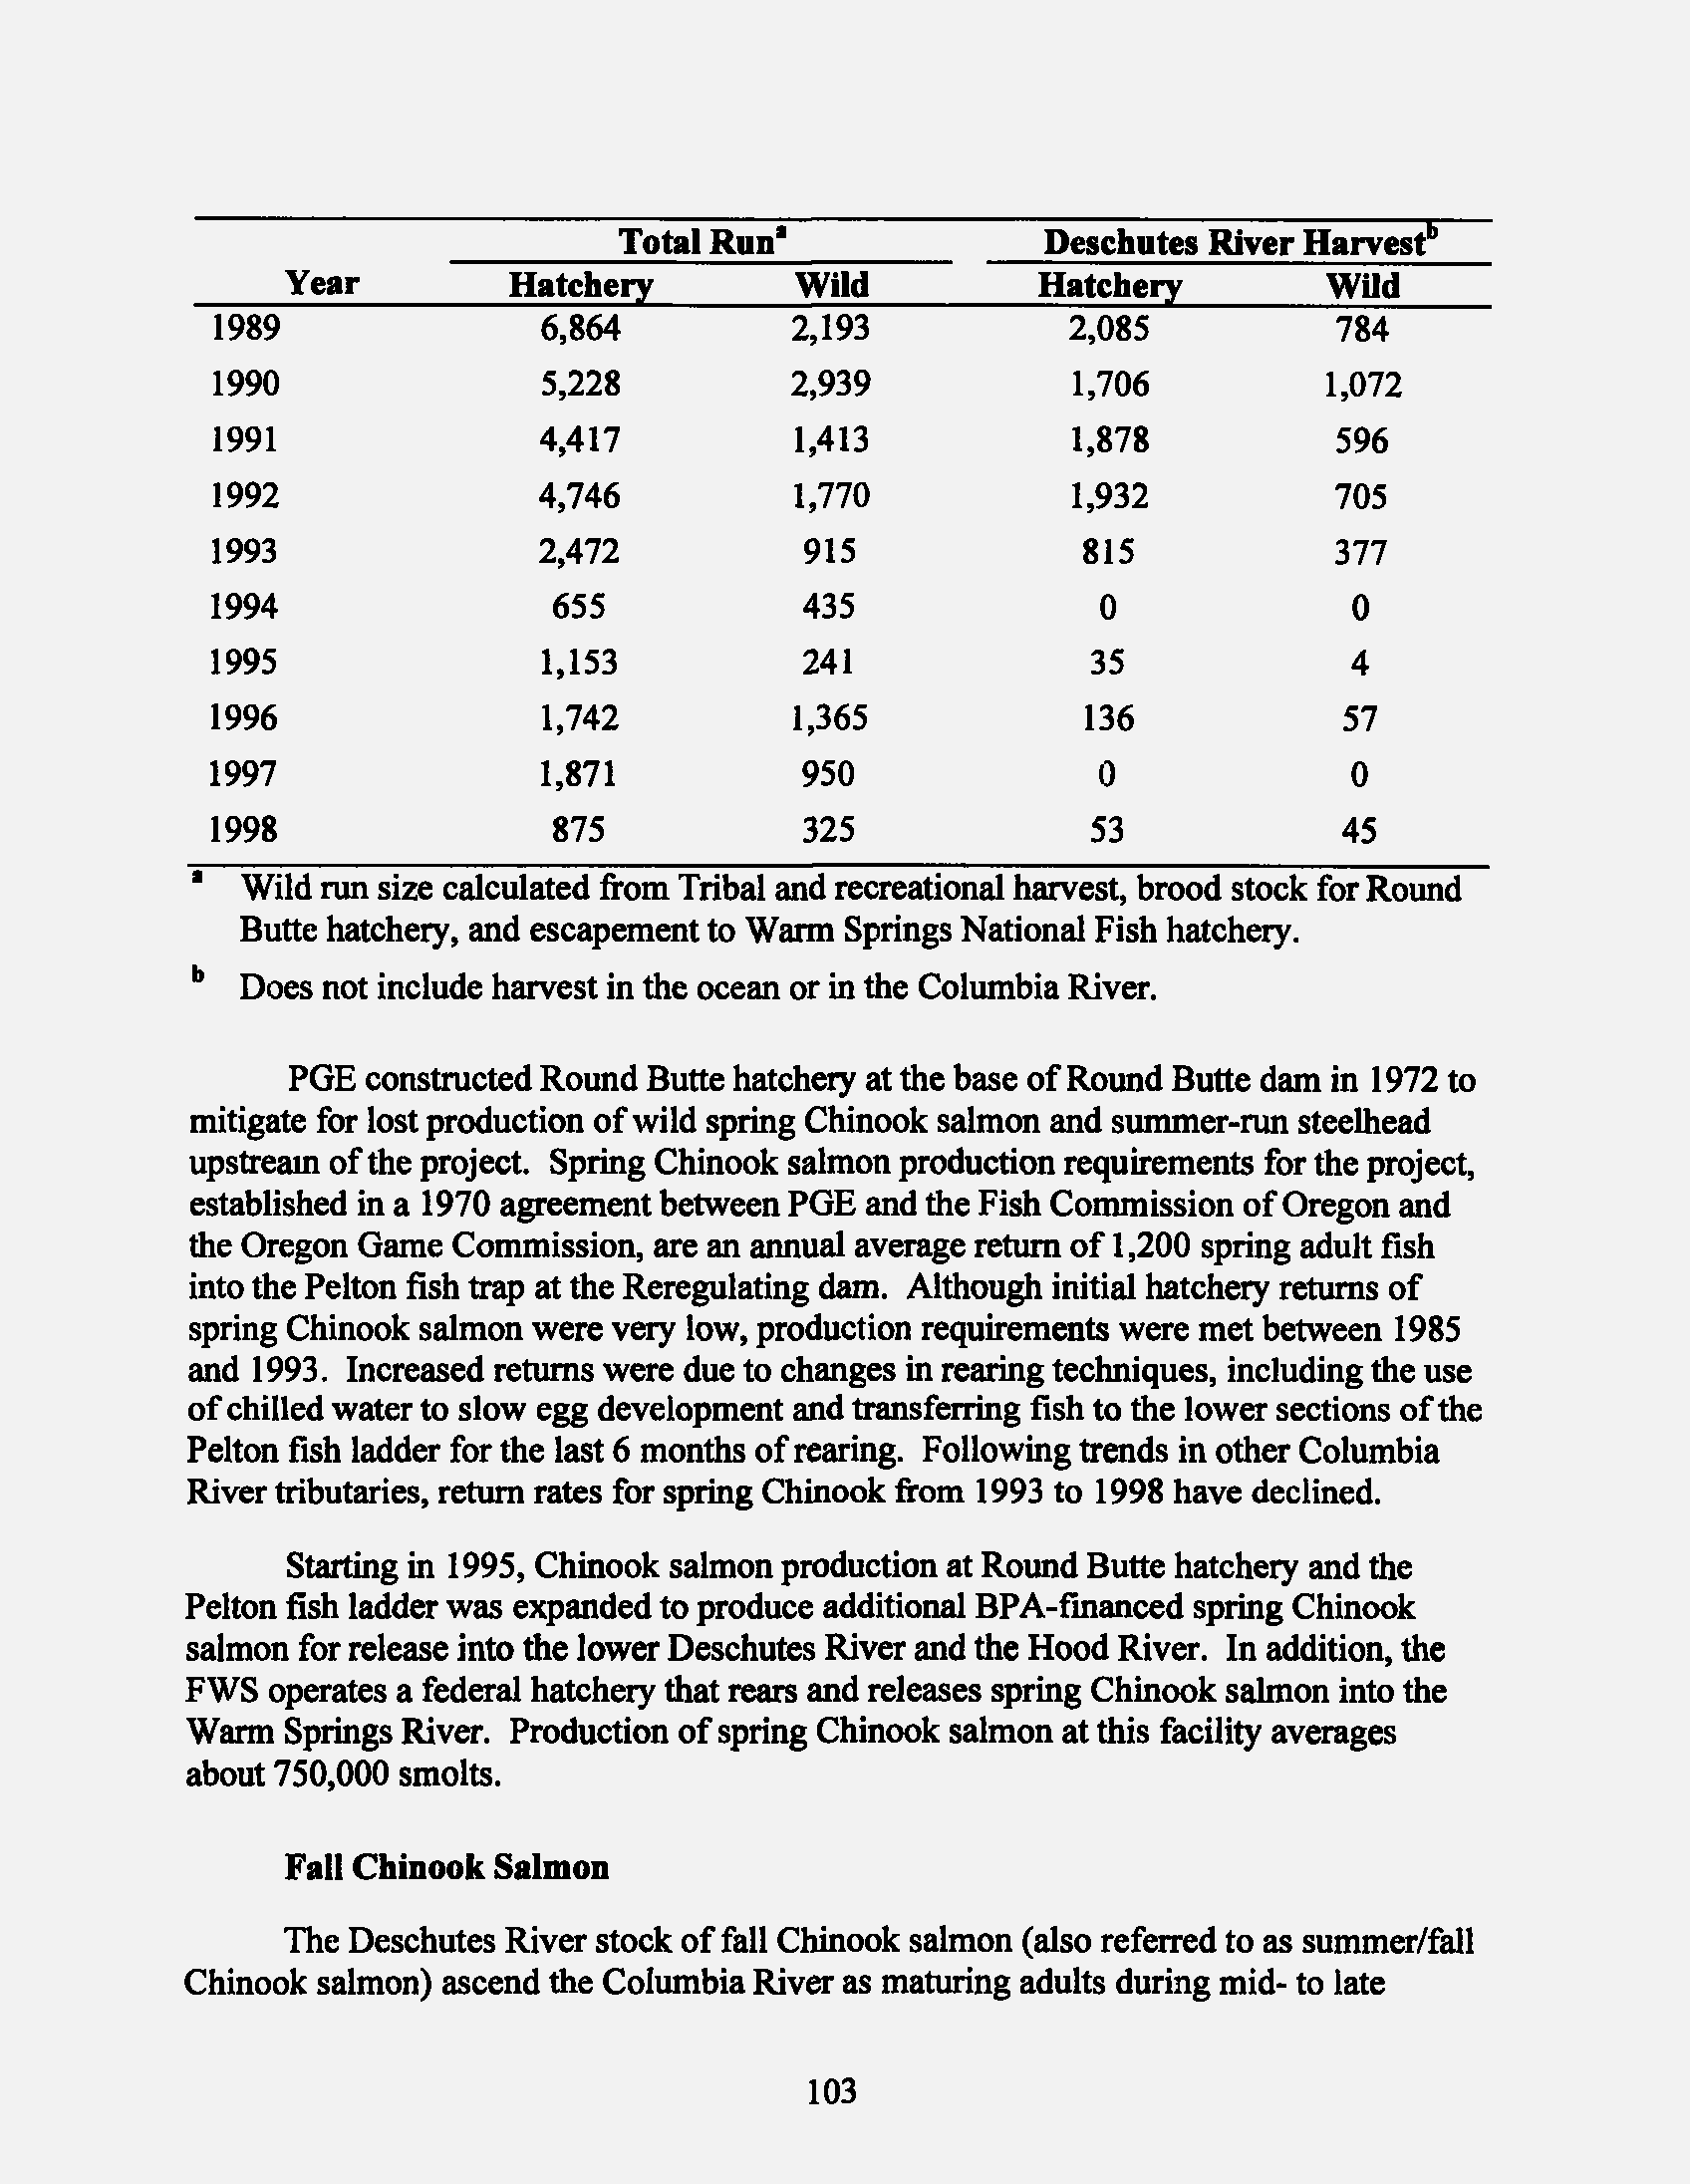 Total Runᵃ Deschutes River Harvestᵇ
Year Hatchery Wild Hatchery Wild
1989 6,864 2,193 2,085 784
1990 5,228 2,939 1,706 1,072
1991 4,417 1,413 1,878 596
1992 4,746 1,770 1,932 705
1993 2,472 915 815 377
1994 655 435 0 0
1995 1,153 241 35 4
1996 1,742 1,365 136 57
1997 1,871 950 0 0
1998 875 325 53 45
ᵃ Wild run size calculated from Tribal and recreational harvest, brood stock for Round
Butte hatchery, and escapement to Warm Springs National Fish hatchery.
ᵇ Does not include harvest in the ocean or in the Columbia River.
PGE constructed Round Butte hatchery at the base of Round Butte dam in 1972 to
mitigate for lost production of wild spring Chinook salmon and summer-run steelhead
upstream of the project. Spring Chinook salmon production requirements for the project,
established in a 1970 agreement between PGE and the Fish Commission of Oregon and
the Oregon Game Commission, are an annual average return of 1,200 spring adult fish
into the Pelton fish trap at the Reregulating dam. Although initial hatchery returns of
spring Chinook salmon were very low, production requirements were met between 1985
and 1993. Increased returns were due to changes in rearing techniques, including the use
of chilled water to slow egg development and transferring fish to the lower sections of the
Pelton fish ladder for the last 6 months of rearing. Following trends in other Columbia
River tributaries, return rates for spring Chinook from 1993 to 1998 have declined.
Starting in 1995, Chinook salmon production at Round Butte hatchery and the
Pelton fish ladder was expanded to produce additional BPA-financed spring Chinook
salmon for release into the lower Deschutes River and the Hood River. In addition, the
FWS operates a federal hatchery that rears and releases spring Chinook salmon into the
Warm Springs River. Production of spring Chinook salmon at this facility averages
about 750,000 smolts.
Fall Chinook Salmon
The Deschutes River stock of fall Chinook salmon (also referred to as summer/fall
Chinook salmon) ascend the Columbia River as maturing adults during mid- to late
103